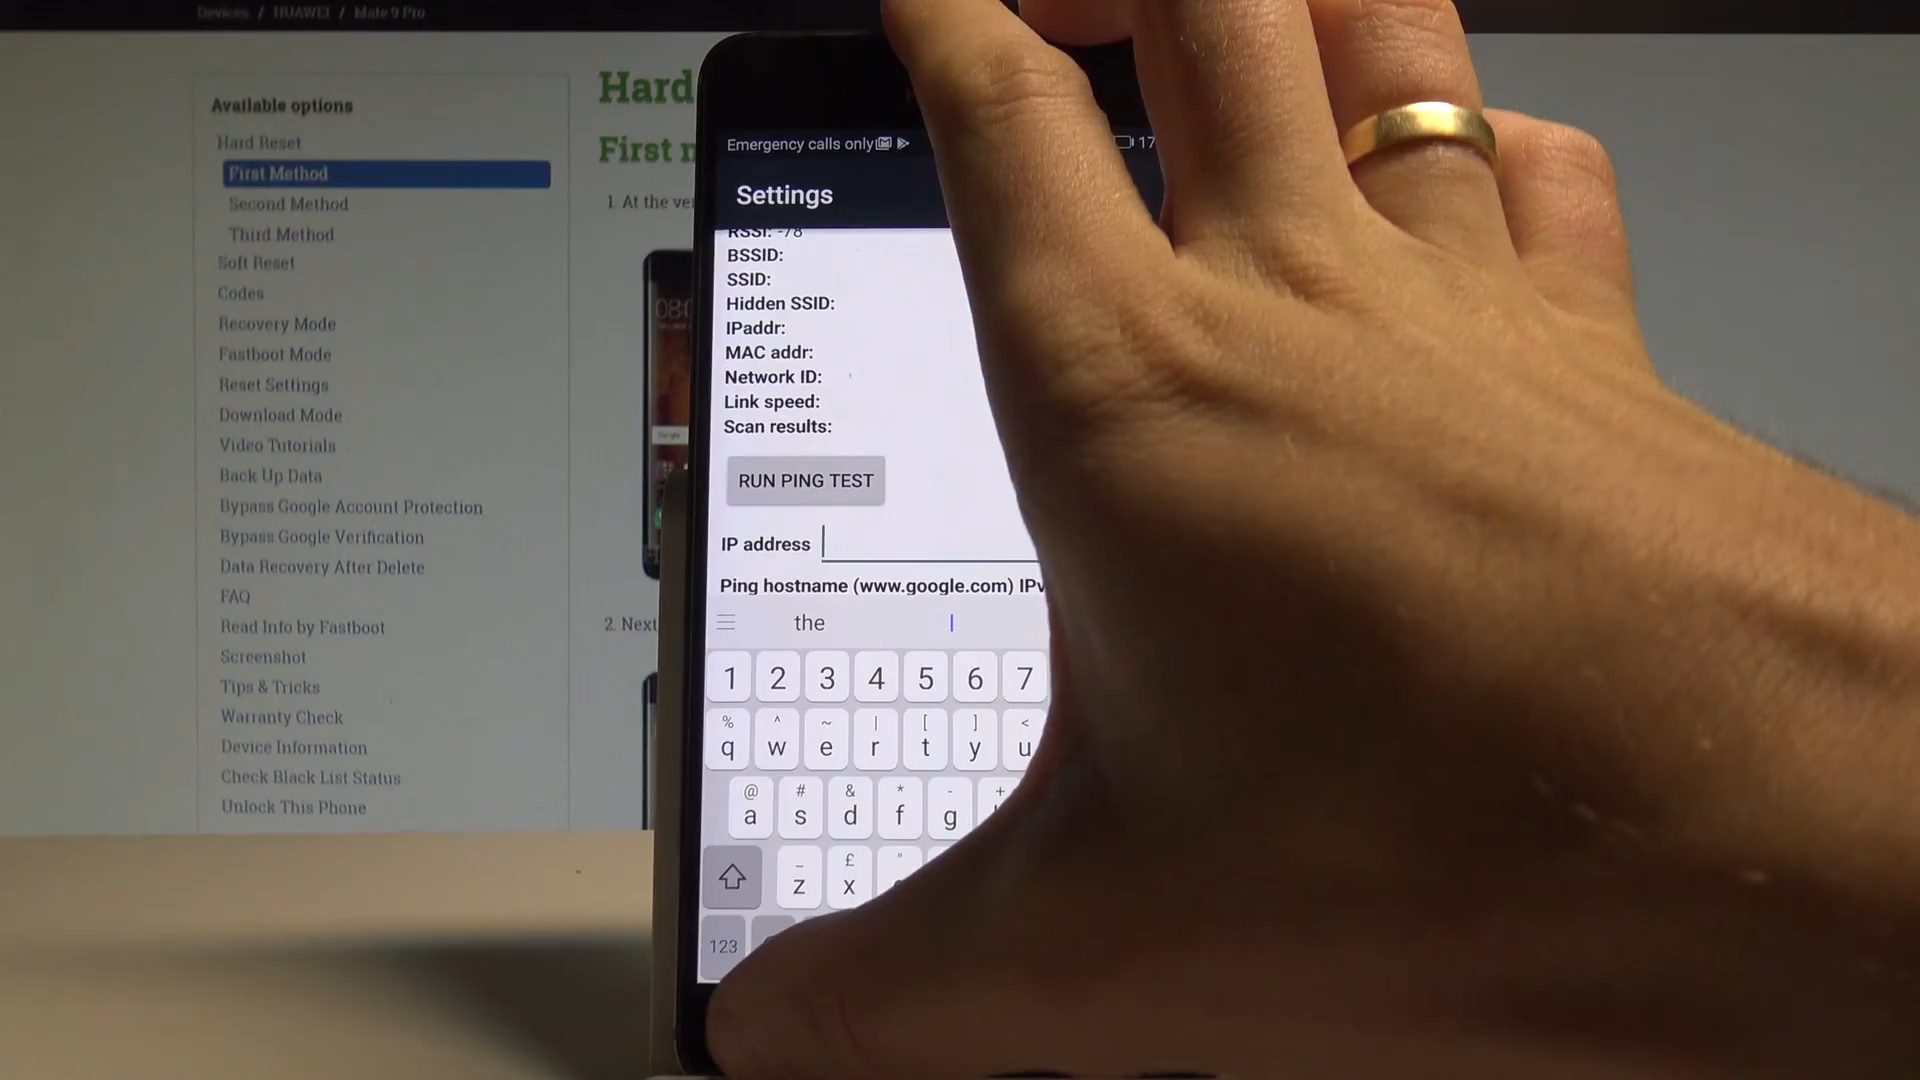 Devices / HUAWEI / Mate 9 Pro
Available options
Hard Reset
First Method
Second Method
Third Method
Soft Reset
Codes
Recovery Mode
Fastboot Mode
Reset Settings
Download Mode
Video Tutorials
Back Up Data
Bypass Google Account Protection
Bypass Google Verification
Data Recovery After Delete
FAQ
Read Info by Fastboot
Screenshot
Tips & Tricks
Warranty Check
Device Information
Check Black List Status
Unlock This Phone
Hard
First
1. At the
2. Next
Emergency calls only 17
Settings
RSSI: -78
BSSID:
SSID:
Hidden SSID:
IPaddr:
MAC addr:
Network ID:
Link speed:
Scan results:
RUN PING TEST
IP address
Ping hostname (www.google.com)
the
1 2 3 4 5 6 7
% ^ ~ | [ ] <
q w e r t y u
@ # & * - +
a s d f g
_ £ "
z x
123